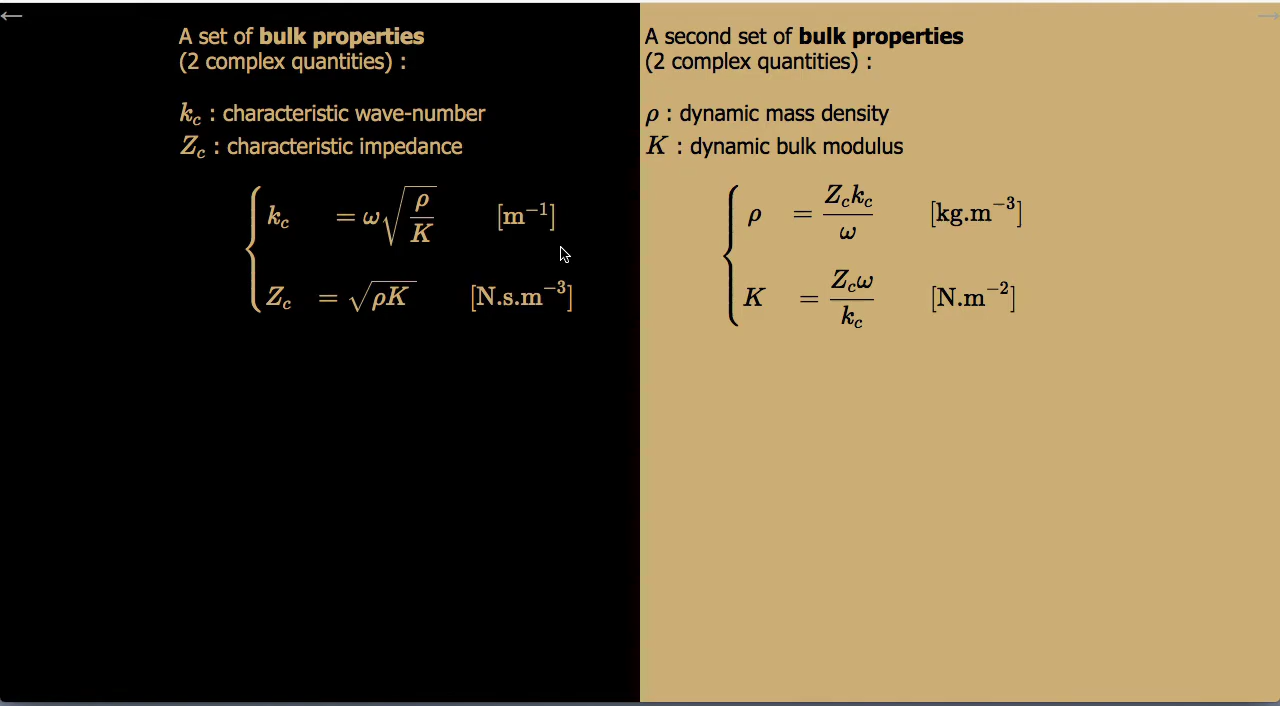 A set of bulk properties
(2 complex quantities) :
k_c : characteristic wave-number
Z_c : characteristic impedance
k_c = ω√(ρ/K) [m⁻¹]
Z_c = √(ρK) [N.s.m⁻³]
A second set of bulk properties
(2 complex quantities) :
ρ : dynamic mass density
K : dynamic bulk modulus
ρ = Z_c k_c / ω [kg.m⁻³]
K = Z_c ω / k_c [N.m⁻²]